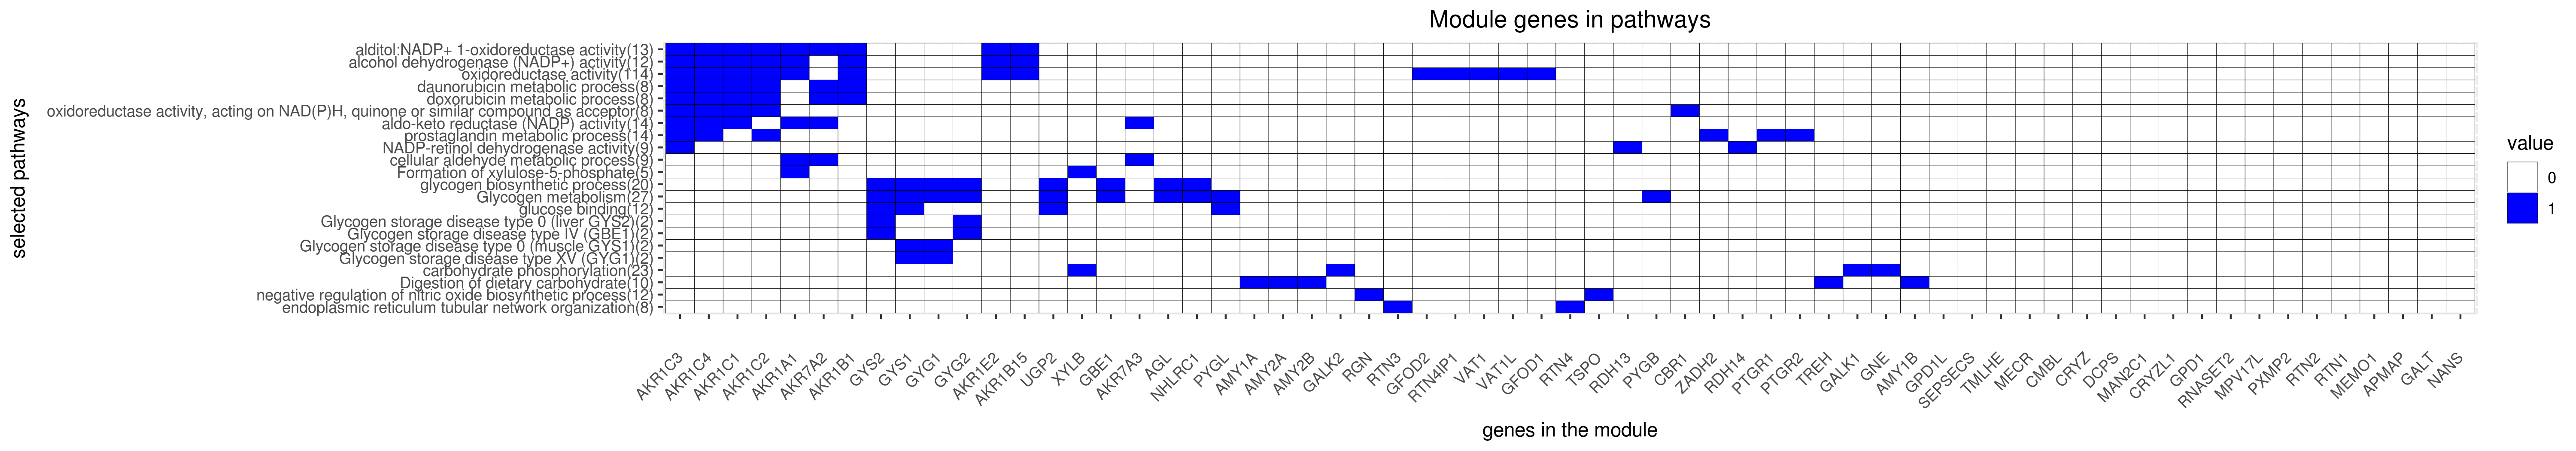 Module genes in pathways
selected pathways
alditol:NADP+ 1-oxidoreductase activity(13)
alcohol dehydrogenase (NADP+) activity(12)
oxidoreductase activity(114)
daunorubicin metabolic process(8)
doxorubicin metabolic process(8)
oxidoreductase activity, acting on NAD(P)H, quinone or similar compound as acceptor(8)
aldo-keto reductase (NADP) activity(14)
prostaglandin metabolic process(14)
NADP-retinol dehydrogenase activity(9)
cellular aldehyde metabolic process(9)
Formation of xylulose-5-phosphate(5)
glycogen biosynthetic process(20)
Glycogen metabolism(27)
glucose binding(12)
Glycogen storage disease type 0 (liver GYS2)(2)
Glycogen storage disease type IV (GBE1)(2)
Glycogen storage disease type 0 (muscle GYS1)(2)
Glycogen storage disease type XV (GYG1)(2)
carbohydrate phosphorylation(23)
Digestion of dietary carbohydrate(10)
negative regulation of nitric oxide biosynthetic process(12)
endoplasmic reticulum tubular network organization(8)
AKR1C3
AKR1C4
AKR1C1
AKR1C2
AKR1A1
AKR7A2
AKR1B1
GYS2
GYS1
GYG1
GYG2
AKR1E2
AKR1B15
UGP2
XYLB
GBE1
AKR7A3
AGL
NHLRC1
PYGL
AMY1A
AMY2A
AMY2B
GALK2
RGN
RTN3
GFOD2
RTN4IP1
VAT1
VAT1L
GFOD1
RTN4
TSPO
RDH13
PYGB
CBR1
ZADH2
RDH14
PTGR1
PTGR2
TREH
GALK1
GNE
AMY1B
GPD1L
SEPSECS
TMLHE
MECR
CMBL
CRYZ
DCPS
MAN2C1
CRYZL1
GPD1
RNASET2
MPV17L
PXMP2
RTN2
RTN1
MEMO1
APMAP
GALT
NANS
genes in the module
value
0
1